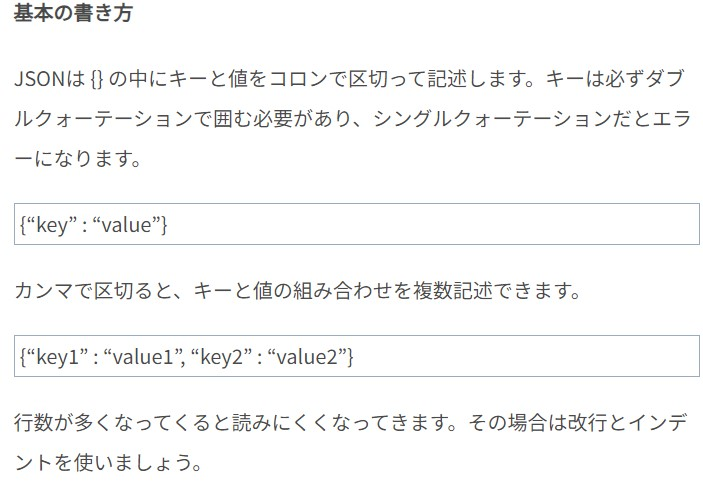 基本の書き方
JSONは {} の中にキーと値をコロンで区切って記述します。キーは必ずダブ
ルクォーテーションで囲む必要があり、シングルクォーテーションだとエラ
ーになります。
{“key” : “value”}
カンマで区切ると、キーと値の組み合わせを複数記述できます。
{“key1” : “value1”, “key2” : “value2”}
行数が多くなってくると読みにくくなってきます。その場合は改行とインデ
ントを使いましょう。